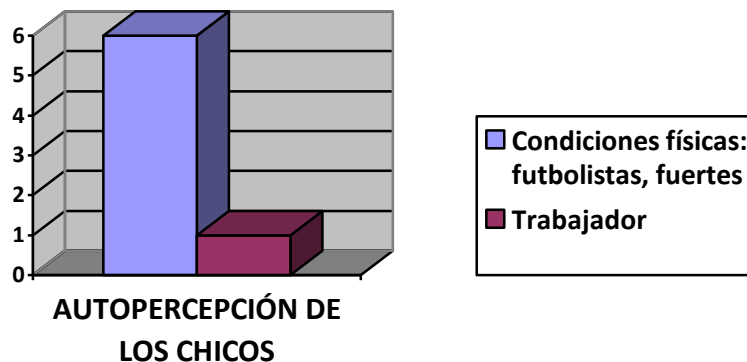 6
5
4
3
2
1
0
AUTOPERCEPCIÓN DE
LOS CHICOS
Condiciones físicas:
futbolistas, fuertes
Trabajador